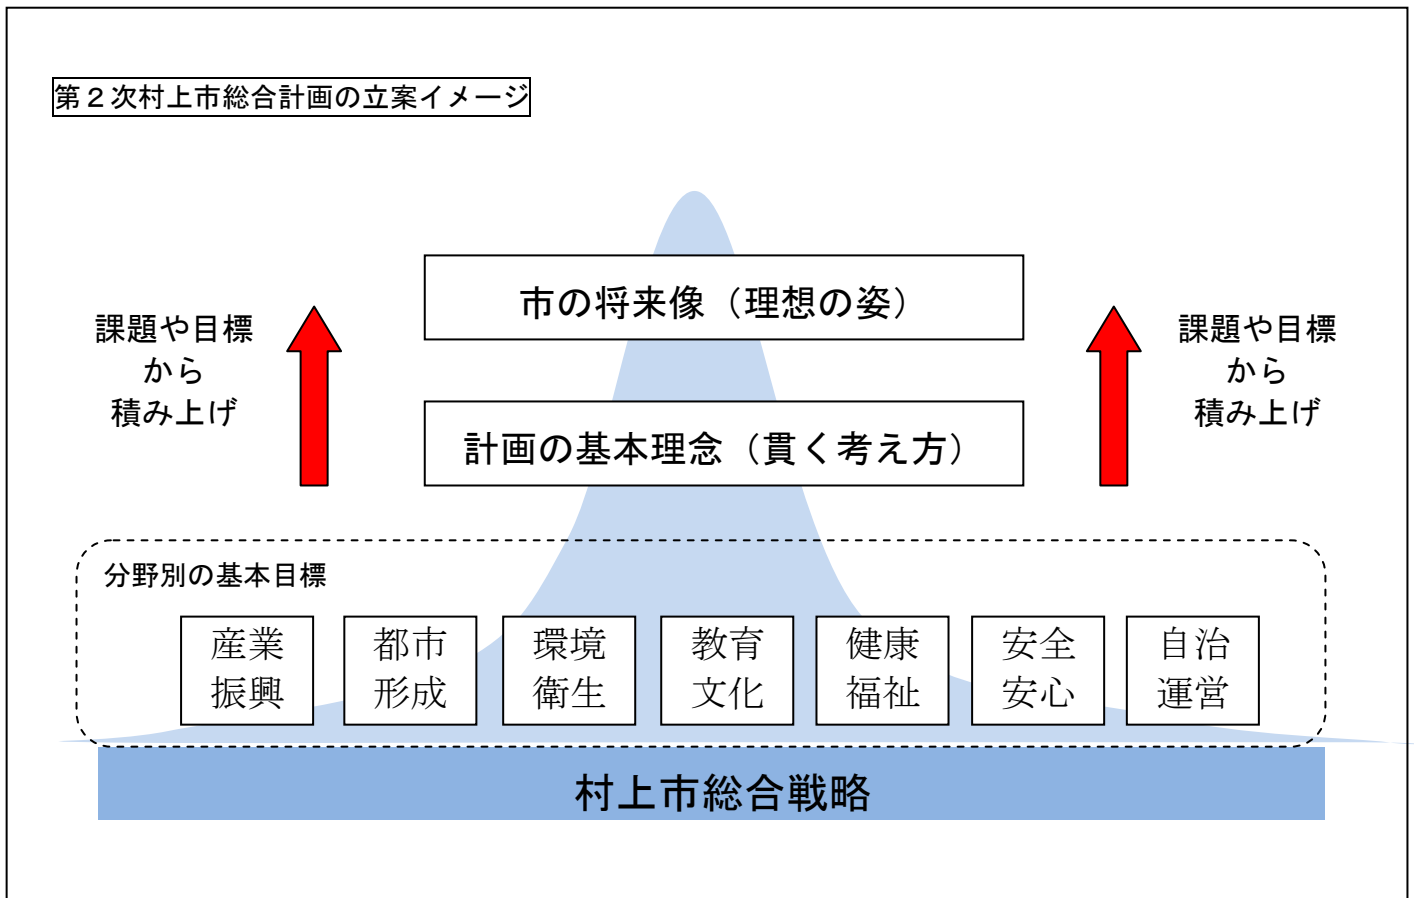 第２次村上市総合計画の立案イメージ
市の将来像（理想の姿）
課題や目標
から
積み上げ
課題や目標
から
積み上げ
計画の基本理念（貫く考え方）
分野別の基本目標
産業
振興
都市
形成
環境
衛生
教育
文化
健康
福祉
安全
安心
自治
運営
村上市総合戦略